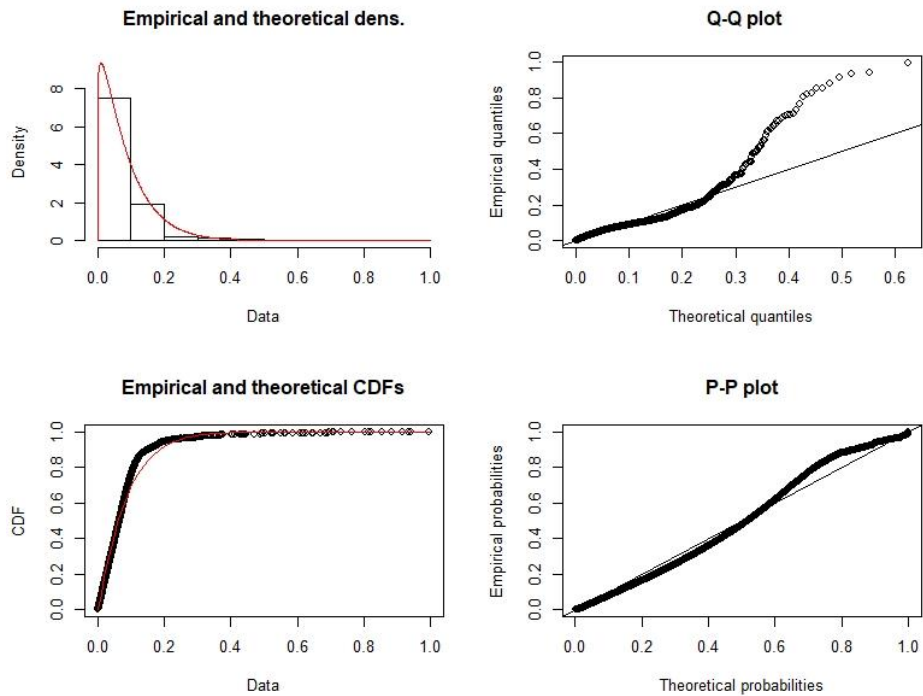 Empirical and theoretical dens.
Density
0 2 4 6 8
0.0 0.2 0.4 0.6 0.8 1.0
Data
Q-Q plot
Empirical quantiles
0.0 0.2 0.4 0.6 0.8 1.0
0.0 0.1 0.2 0.3 0.4 0.5 0.6
Theoretical quantiles
Empirical and theoretical CDFs
CDF
0.0 0.2 0.4 0.6 0.8 1.0
0.0 0.2 0.4 0.6 0.8 1.0
Data
P-P plot
Empirical probabilities
0.0 0.2 0.4 0.6 0.8 1.0
0.0 0.2 0.4 0.6 0.8 1.0
Theoretical probabilities